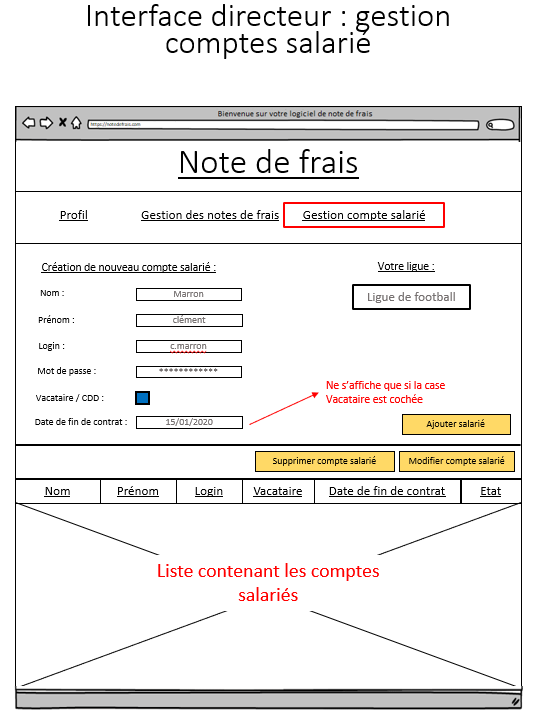 Interface directeur : gestion
comptes salarié
Bienvenue sur votre logiciel de note de frais
https://notedefrais.com
Note de frais
Profil
Gestion des notes de frais
Gestion compte salarié
Création de nouveau compte salarié :
Votre ligue :
Nom :
Marron
Ligue de football
Prénom :
clément
Login :
c.marron
Mot de passe :
************
Ne s'affiche que si la case
Vacataire est cochée
Vacataire / CDD :
Date de fin de contrat :
15/01/2020
Ajouter salarié
Supprimer compte salarié
Modifier compte salarié
Nom
Prénom
Login
Vacataire
Date de fin de contrat
Etat
Liste contenant les comptes
salariés